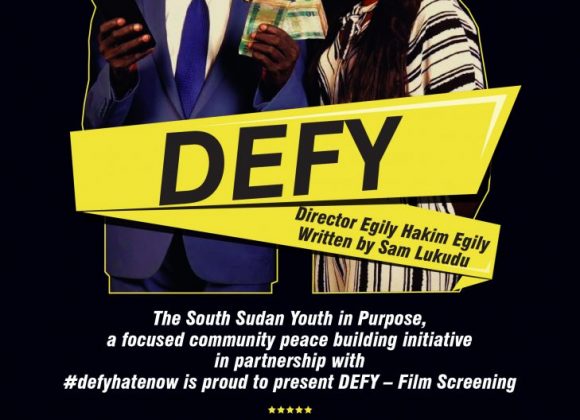 DEFY
Director Egily Hakim Egily
Written by Sam Lukudu
The South Sudan Youth in Purpose,
a focused community peace building initiative
in partnership with
#defyhatenow is proud to present DEFY – Film Screening